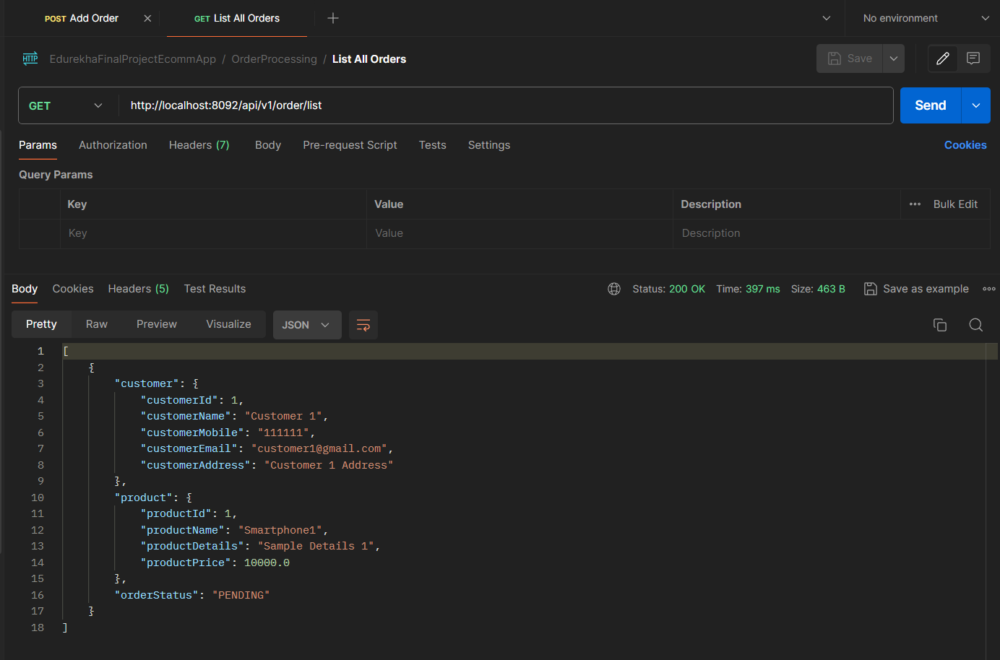 POST Add Order GET List All Orders No environment
HTTP EdurekhaFinalProjectEcommApp / OrderProcessing / List All Orders Save
GET http://localhost:8092/api/v1/order/list Send
Params Authorization Headers (7) Body Pre-request Script Tests Settings Cookies
Query Params
Key Value Description Bulk Edit
Key Value Description
Body Cookies Headers (5) Test Results Status: 200 OK Time: 397 ms Size: 463 B Save as example
Pretty Raw Preview Visualize JSON
1 [
2 {
3 "customer": {
4 "customerId": 1,
5 "customerName": "Customer 1",
6 "customerMobile": "111111",
7 "customerEmail": "customer1@gmail.com",
8 "customerAddress": "Customer 1 Address"
9 },
10 "product": {
11 "productId": 1,
12 "productName": "Smartphone1",
13 "productDetails": "Sample Details 1",
14 "productPrice": 10000.0
15 },
16 "orderStatus": "PENDING"
17 }
18 ]